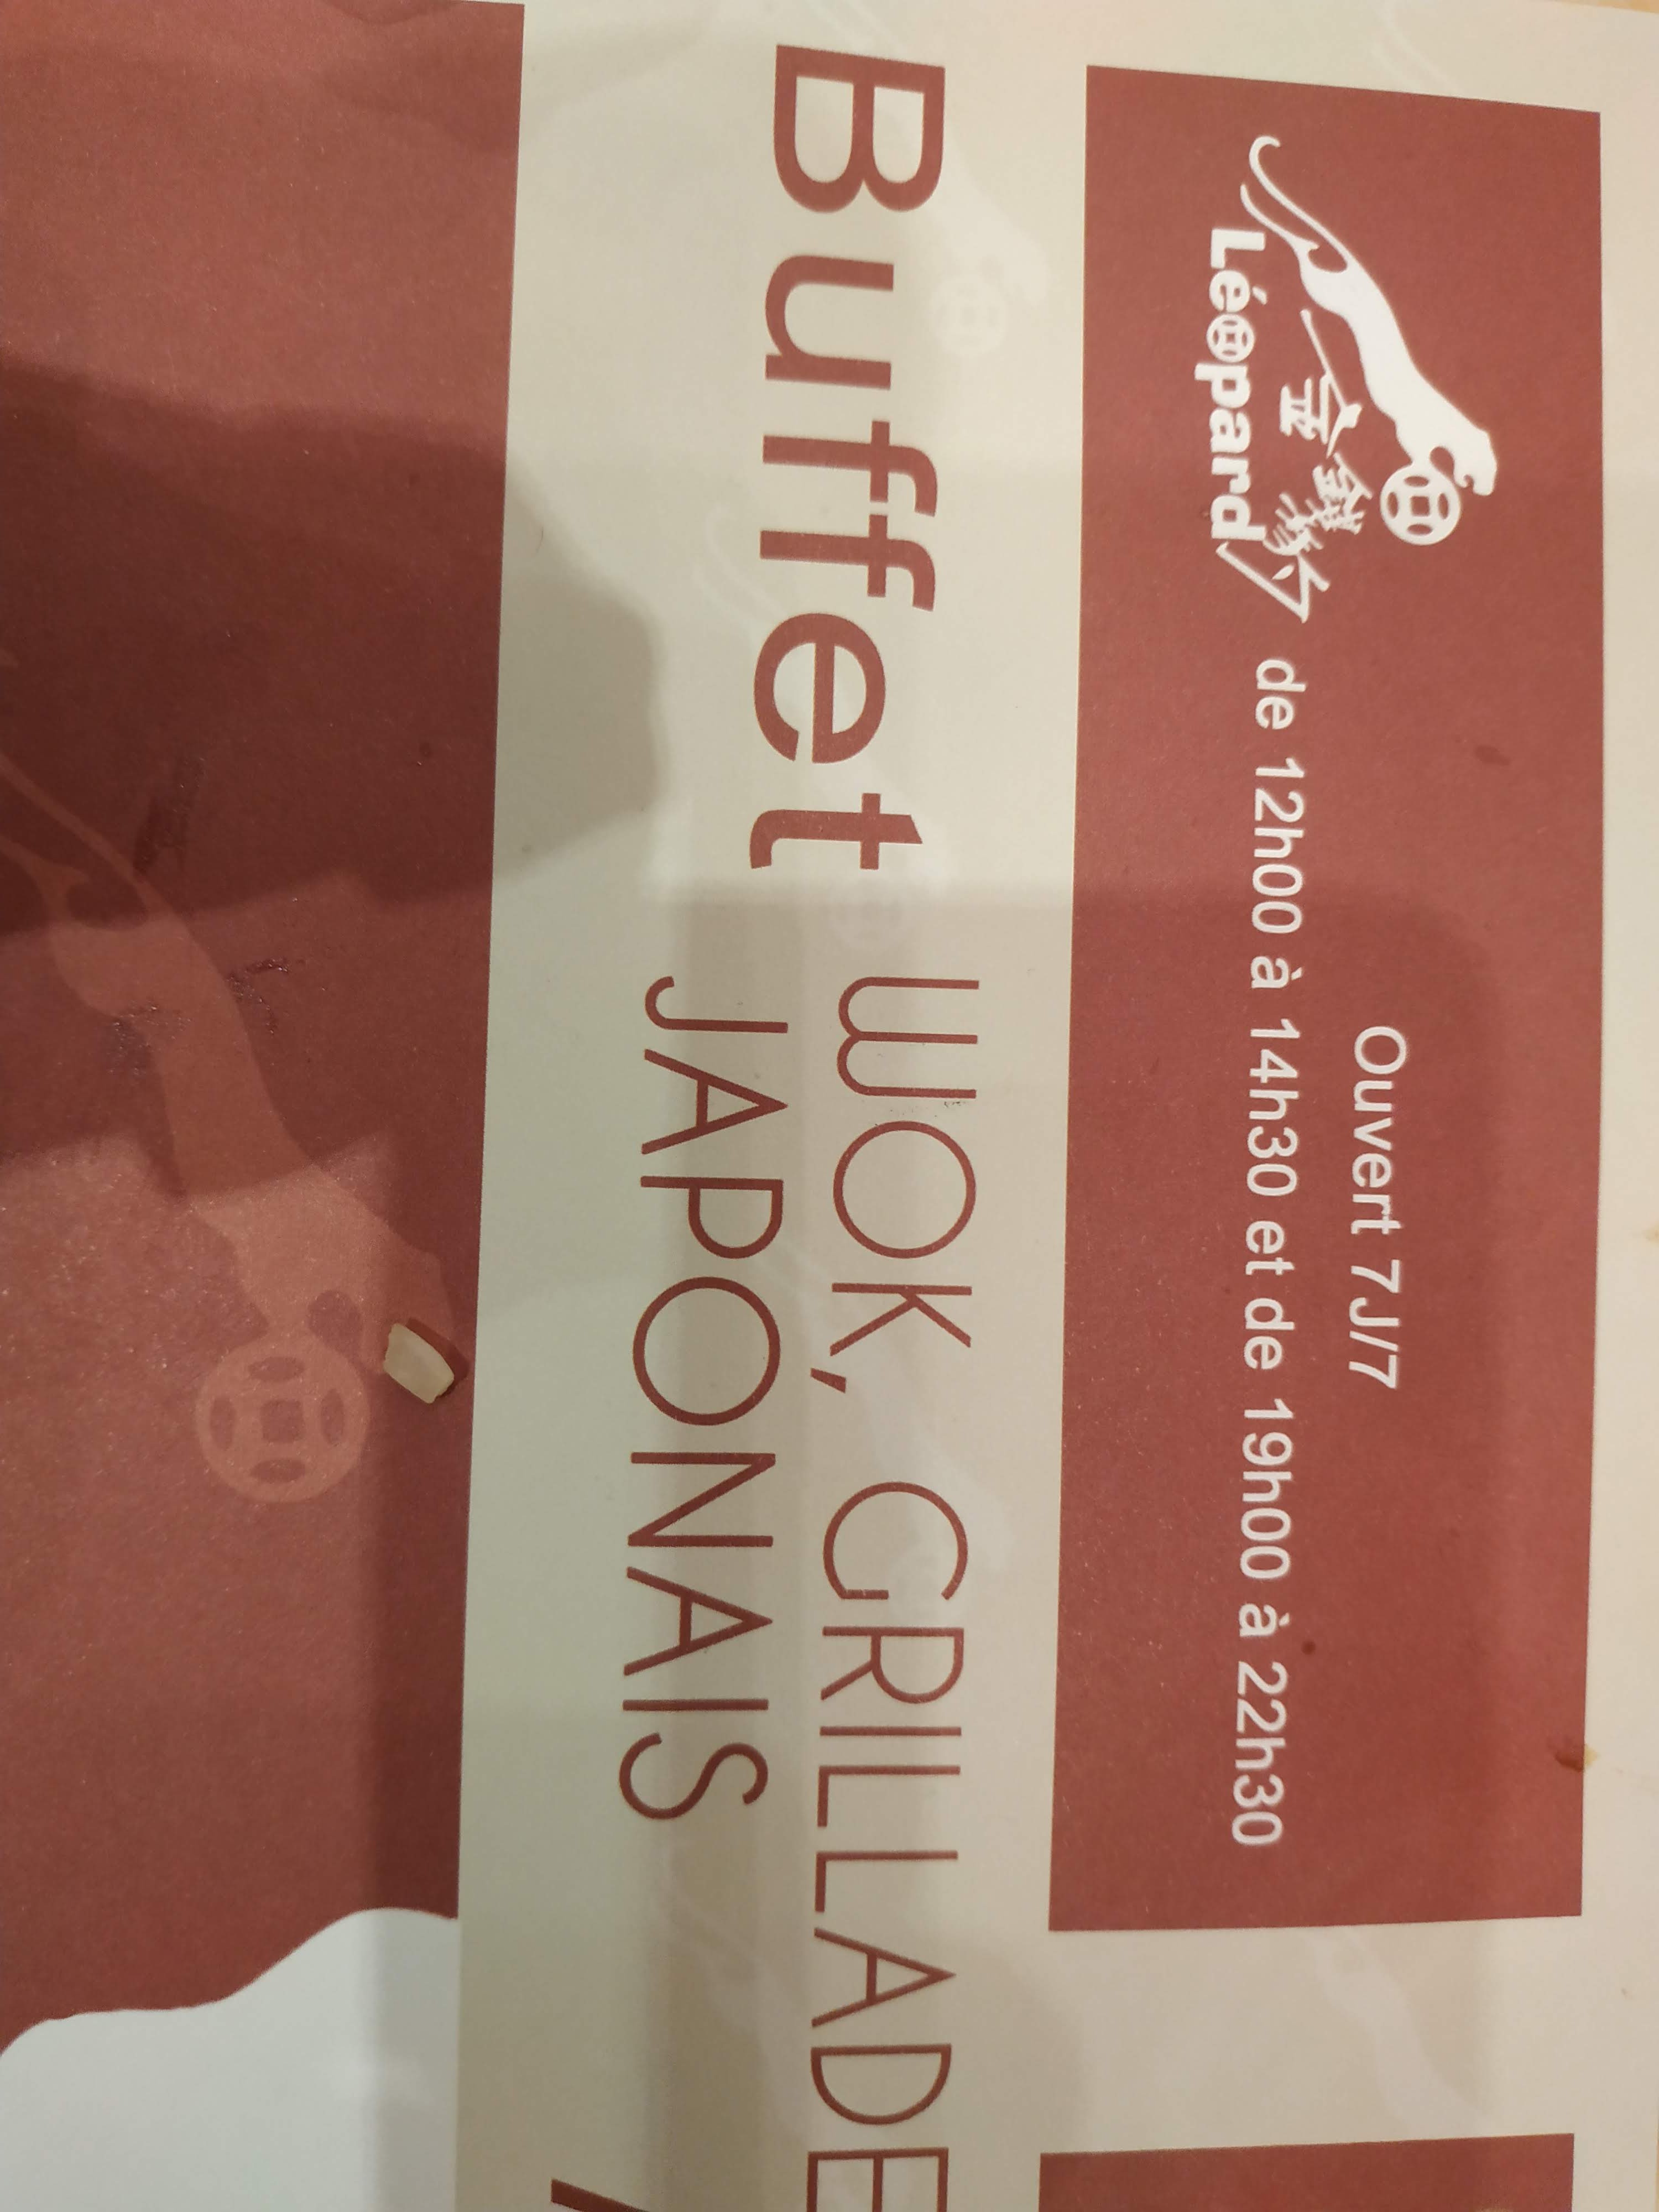 Léopard
Ouvert 7J/7
de 12h00 à 14h30 et de 19h00 à 22h30
Buffet WOK, GRILLADE
JAPONAIS